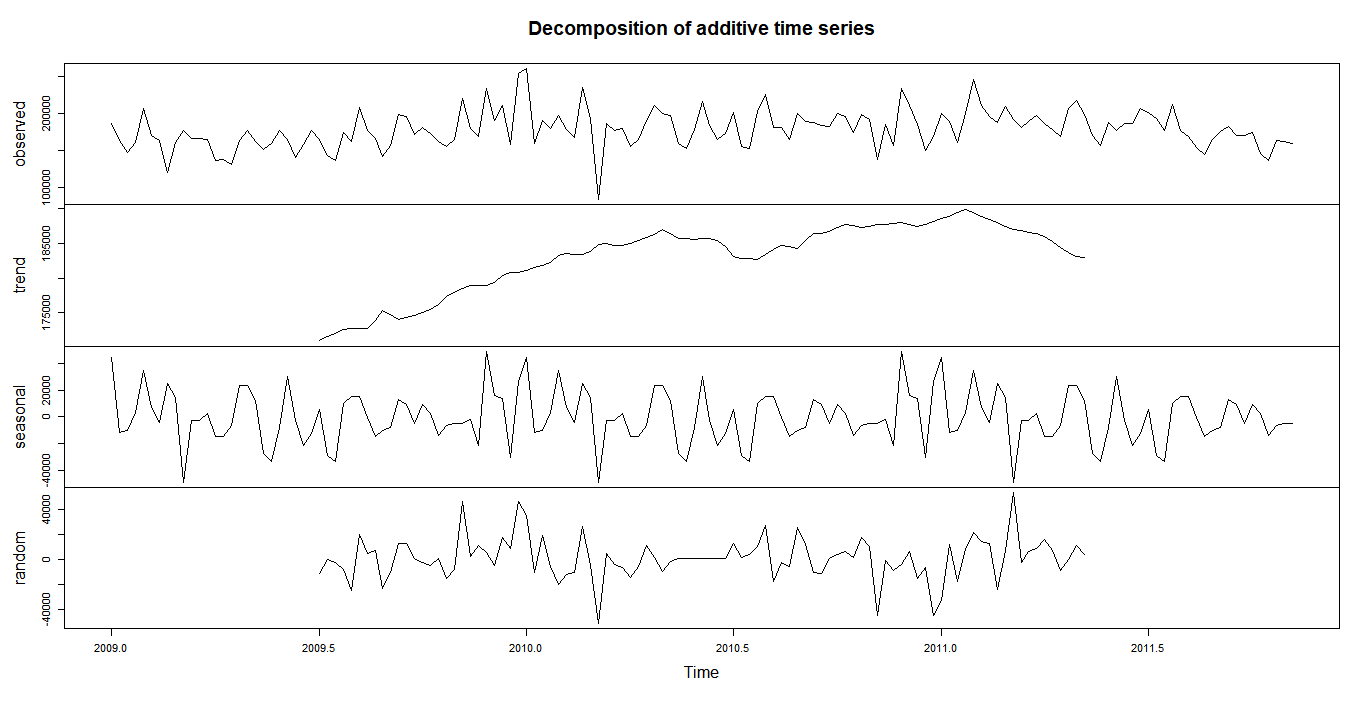 Decomposition of additive time series
observed
100000 200000
trend
175000 185000
seasonal
-40000 0 20000
random
-40000 0 40000
2009.0 2009.5 2010.0 2010.5 2011.0 2011.5
Time